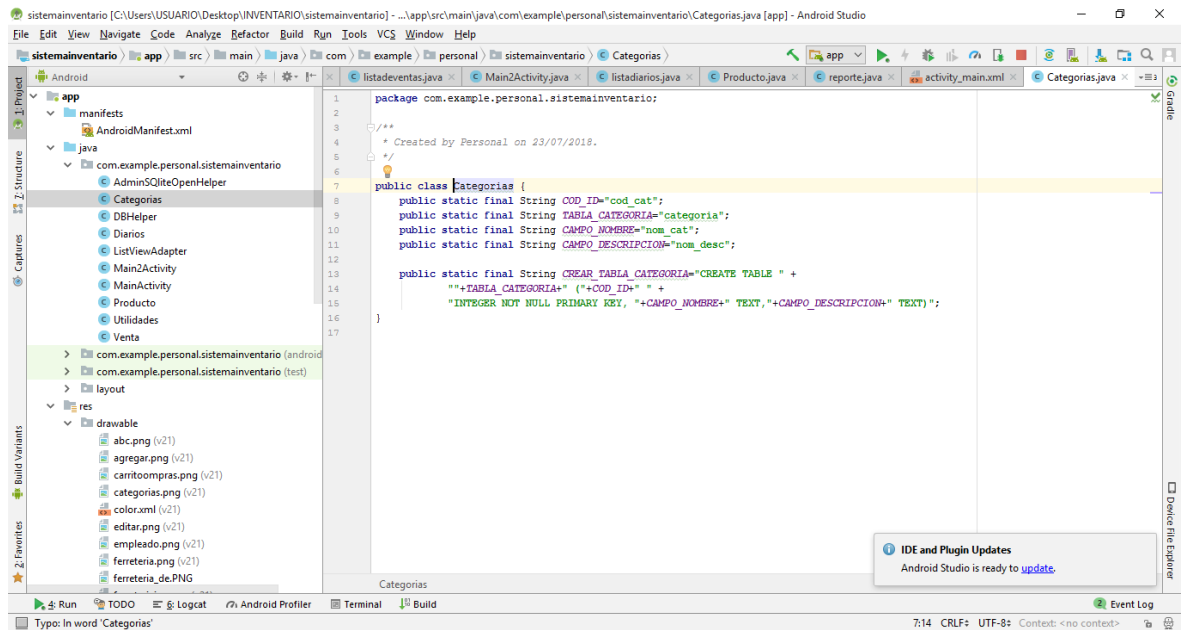 sistemainventario [C:\Users\USUARIO\Desktop\INVENTARIO\sistemainventario] - ...\app\src\main\java\com\example\personal\sistemainventario\Categorias.java [app] - Android Studio
File Edit View Navigate Code Analyze Refactor Build Run Tools VCS Window Help
sistemainventario app src main java com example personal sistemainventario Categorias app
Android
listadeventas.java Main2Activity.java listadiarios.java Producto.java reporte.java activity_main.xml Categorias.java
1: Project
7: Structure
Captures
Build Variants
2: Favorites
app
manifests
AndroidManifest.xml
java
com.example.personal.sistemainventario
AdminSQliteOpenHelper
Categorias
DBHelper
Diarios
ListViewAdapter
Main2Activity
MainActivity
Producto
Utilidades
Venta
com.example.personal.sistemainventario (android
com.example.personal.sistemainventario (test)
layout
res
drawable
abc.png (v21)
agregar.png (v21)
carritoompras.png (v21)
categorias.png (v21)
color.xml (v21)
editar.png (v21)
empleado.png (v21)
ferreteria.png (v21)
ferreteria_de.PNG
1 package com.example.personal.sistemainventario;
2
3 /**
4 * Created by Personal on 23/07/2018.
5 */
6
7 public class Categorias {
8 public static final String COD_ID="cod_cat";
9 public static final String TABLA_CATEGORIA="categoria";
10 public static final String CAMPO_NOMBRE="nom_cat";
11 public static final String CAMPO_DESCRIPCION="nom_desc";
12
13 public static final String CREAR_TABLA_CATEGORIA="CREATE TABLE " +
14 ""+TABLA_CATEGORIA+" ("+COD_ID+" " +
15 "INTEGER NOT NULL PRIMARY KEY, "+CAMPO_NOMBRE+" TEXT,"+CAMPO_DESCRIPCION+" TEXT)";
16 }
17
Categorias
Gradle
Device File Explorer
IDE and Plugin Updates
Android Studio is ready to update.
4: Run TODO 6: Logcat Android Profiler Terminal Build 2 Event Log
Typo: In word 'Categorias' 7:14 CRLF UTF-8 Context: <no context>